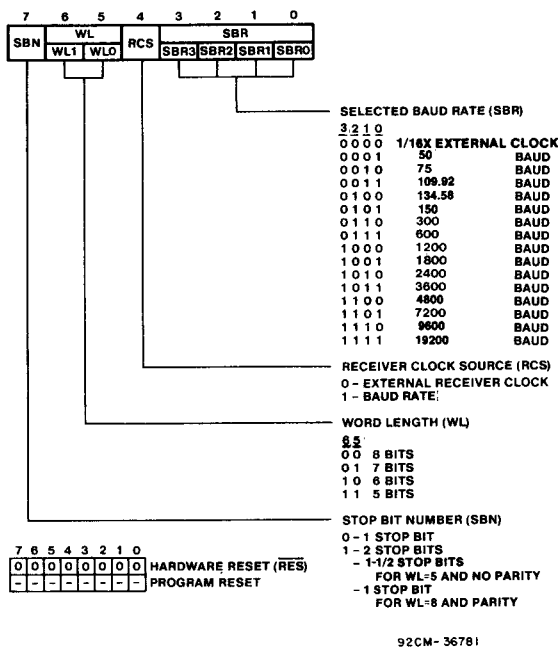 7 6 5 4 3 2 1 0
SBN WL RCS SBR
WL1 WL0 SBR3 SBR2 SBR1 SBR0
SELECTED BAUD RATE (SBR)
3 2 1 0
0 0 0 0 1/16X EXTERNAL CLOCK
0 0 0 1 50 BAUD
0 0 1 0 75 BAUD
0 0 1 1 109.92 BAUD
0 1 0 0 134.58 BAUD
0 1 0 1 150 BAUD
0 1 1 0 300 BAUD
0 1 1 1 600 BAUD
1 0 0 0 1200 BAUD
1 0 0 1 1800 BAUD
1 0 1 0 2400 BAUD
1 0 1 1 3600 BAUD
1 1 0 0 4800 BAUD
1 1 0 1 7200 BAUD
1 1 1 0 9600 BAUD
1 1 1 1 19200 BAUD
RECEIVER CLOCK SOURCE (RCS)
0 - EXTERNAL RECEIVER CLOCK
1 - BAUD RATE
WORD LENGTH (WL)
6 5
0 0 8 BITS
0 1 7 BITS
1 0 6 BITS
1 1 5 BITS
STOP BIT NUMBER (SBN)
0 - 1 STOP BIT
1 - 2 STOP BITS
- 1-1/2 STOP BITS
FOR WL=5 AND NO PARITY
- 1 STOP BIT
FOR WL=8 AND PARITY
7 6 5 4 3 2 1 0
0 0 0 0 0 0 0 0 HARDWARE RESET (RES)
- - - - - - - - PROGRAM RESET
92CM-36781